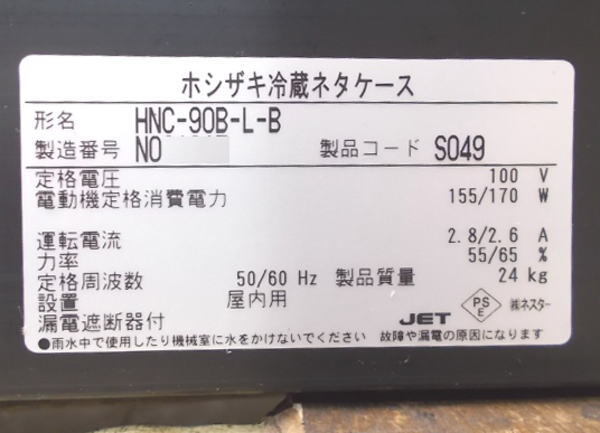 ホシザキ冷蔵ネタケース
形名 HNC-90B-L-B
製造番号 NO 製品コード S049
定格電圧 100 V
電動機定格消費電力 155/170 W
運転電流 2.8/2.6 A
力率 55/65 %
定格周波数 50/60 Hz 製品質量 24 kg
設置 屋内用
漏電遮断器付 JET PS E ㈱ネスター
●雨水中で使用したり機械室に水をかけないでください 故障や漏電の原因になります